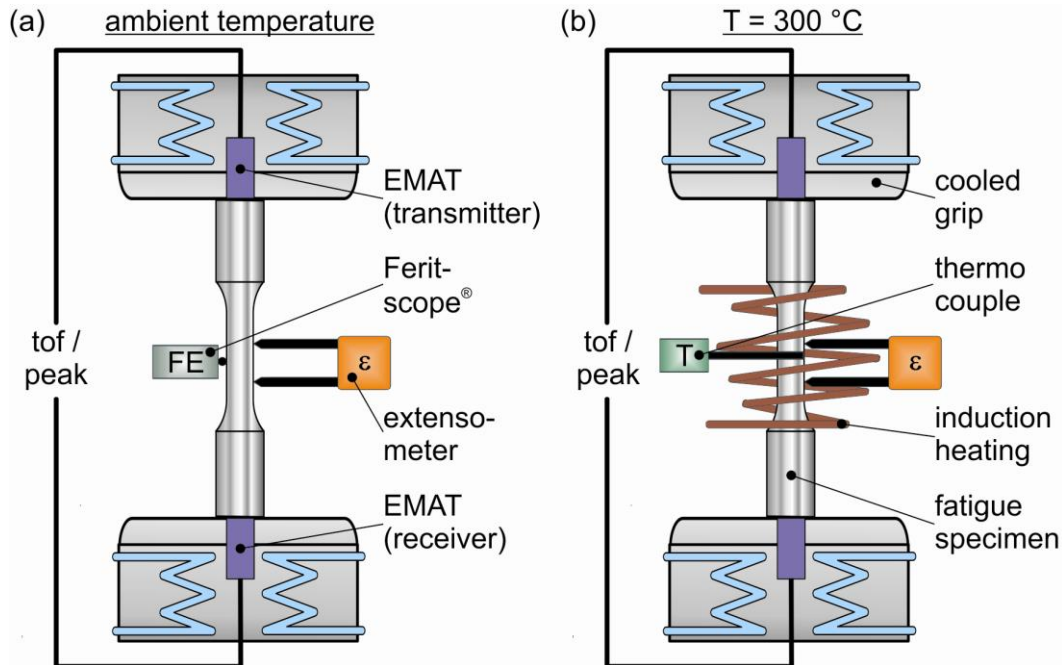 (a) ambient temperature
EMAT
(transmitter)
Ferit-
scope®
tof /
peak
FE
ε
extenso-
meter
EMAT
(receiver)
(b) T = 300 °C
cooled
grip
thermo
couple
tof /
peak
T
ε
induction
heating
fatigue
specimen